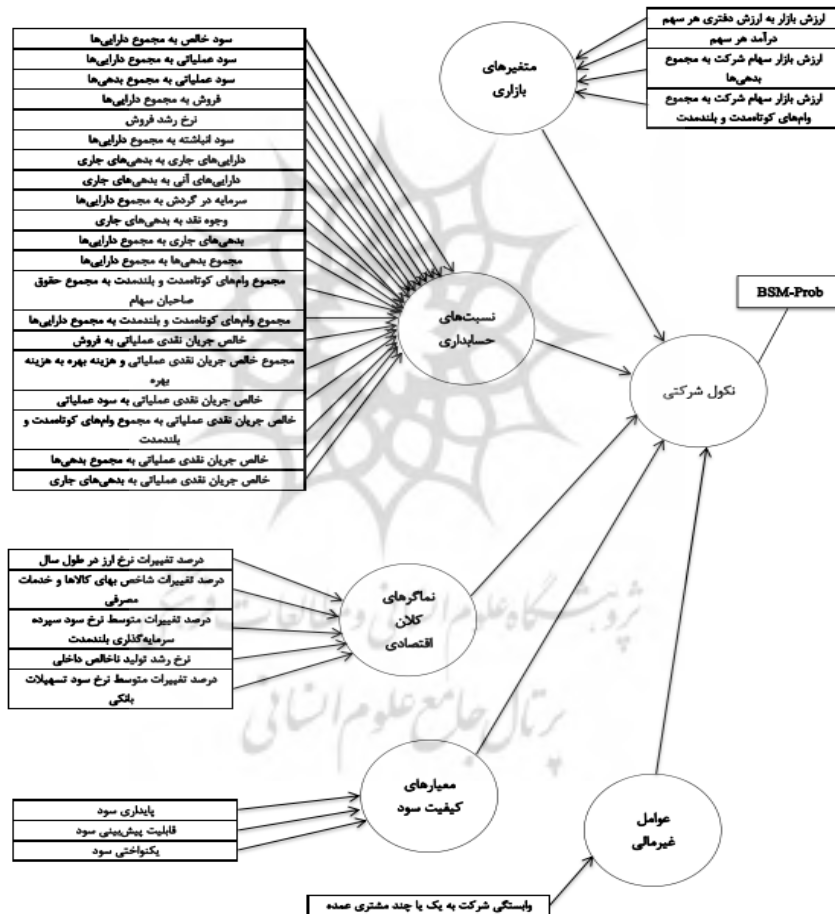 سود خالص به مجموع دارایی‌ها
سود عملیاتی به مجموع دارایی‌ها
سود عملیاتی به مجموع بدهی‌ها
فروش به مجموع دارایی‌ها
نرخ رشد فروش
سود انباشته به مجموع دارایی‌ها
دارایی‌های جاری به بدهی‌های جاری
دارایی‌های آنی به بدهی‌های جاری
سرمایه در گردش به مجموع دارایی‌ها
وجوه نقد به بدهی‌های جاری
بدهی‌های جاری به مجموع دارایی‌ها
مجموع بدهی‌ها به مجموع دارایی‌ها
مجموع وام‌های کوتاه‌مدت و بلندمدت به مجموع حقوق
صاحبان سهام
مجموع وام‌های کوتاه‌مدت و بلندمدت به مجموع دارایی‌ها
خالص جریان نقدی عملیاتی به فروش
مجموع خالص جریان نقدی عملیاتی و هزینه بهره به هزینه
بهره
خالص جریان نقدی عملیاتی به سود عملیاتی
خالص جریان نقدی عملیاتی به مجموع وام‌های کوتاه‌مدت و
بلندمدت
خالص جریان نقدی عملیاتی به مجموع بدهی‌ها
خالص جریان نقدی عملیاتی به بدهی‌های جاری
ارزش بازار به ارزش دفتری هر سهم
درآمد هر سهم
ارزش بازار سهام شرکت به مجموع
بدهی‌ها
ارزش بازار سهام شرکت به مجموع
وام‌های کوتاه‌مدت و بلندمدت
متغیرهای
بازاری
نسبت‌های
حسابداری
BSM-Prob
نکول شرکتی
درصد تغییرات نرخ ارز در طول سال
درصد تغییرات شاخص بهای کالاها و خدمات
مصرفی
درصد تغییرات متوسط نرخ سود سپرده
سرمایه‌گذاری بلندمدت
نرخ رشد تولید ناخالص داخلی
درصد تغییرات متوسط نرخ سود تسهیلات
بانکی
نماگرهای
کلان
اقتصادی
پژوهشگاه علوم انسانی و مطالعات فرهنگی
پرتال جامع علوم انسانی
معیارهای
کیفیت سود
پایداری سود
قابلیت پیش‌بینی سود
یکنواختی سود
عوامل
غیرمالی
وابستگی شرکت به یک یا چند مشتری عمده